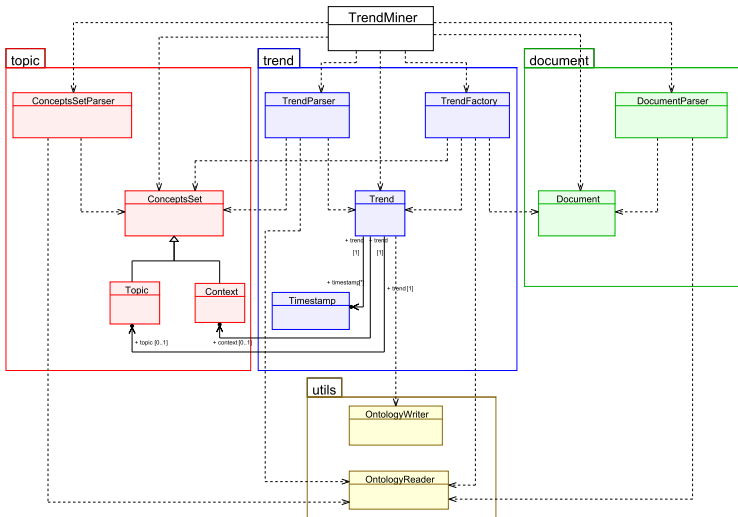 TrendMiner
topic
trend
document
ConceptsSetParser
TrendParser
TrendFactory
DocumentParser
ConceptsSet
Trend
Document
+ trend
+ trend
[1]
[1]
Topic
Context
Timestamp
+ timestamp[*]
+ trend [1]
+ topic [0..1]
+ context [0..1]
utils
OntologyWriter
OntologyReader